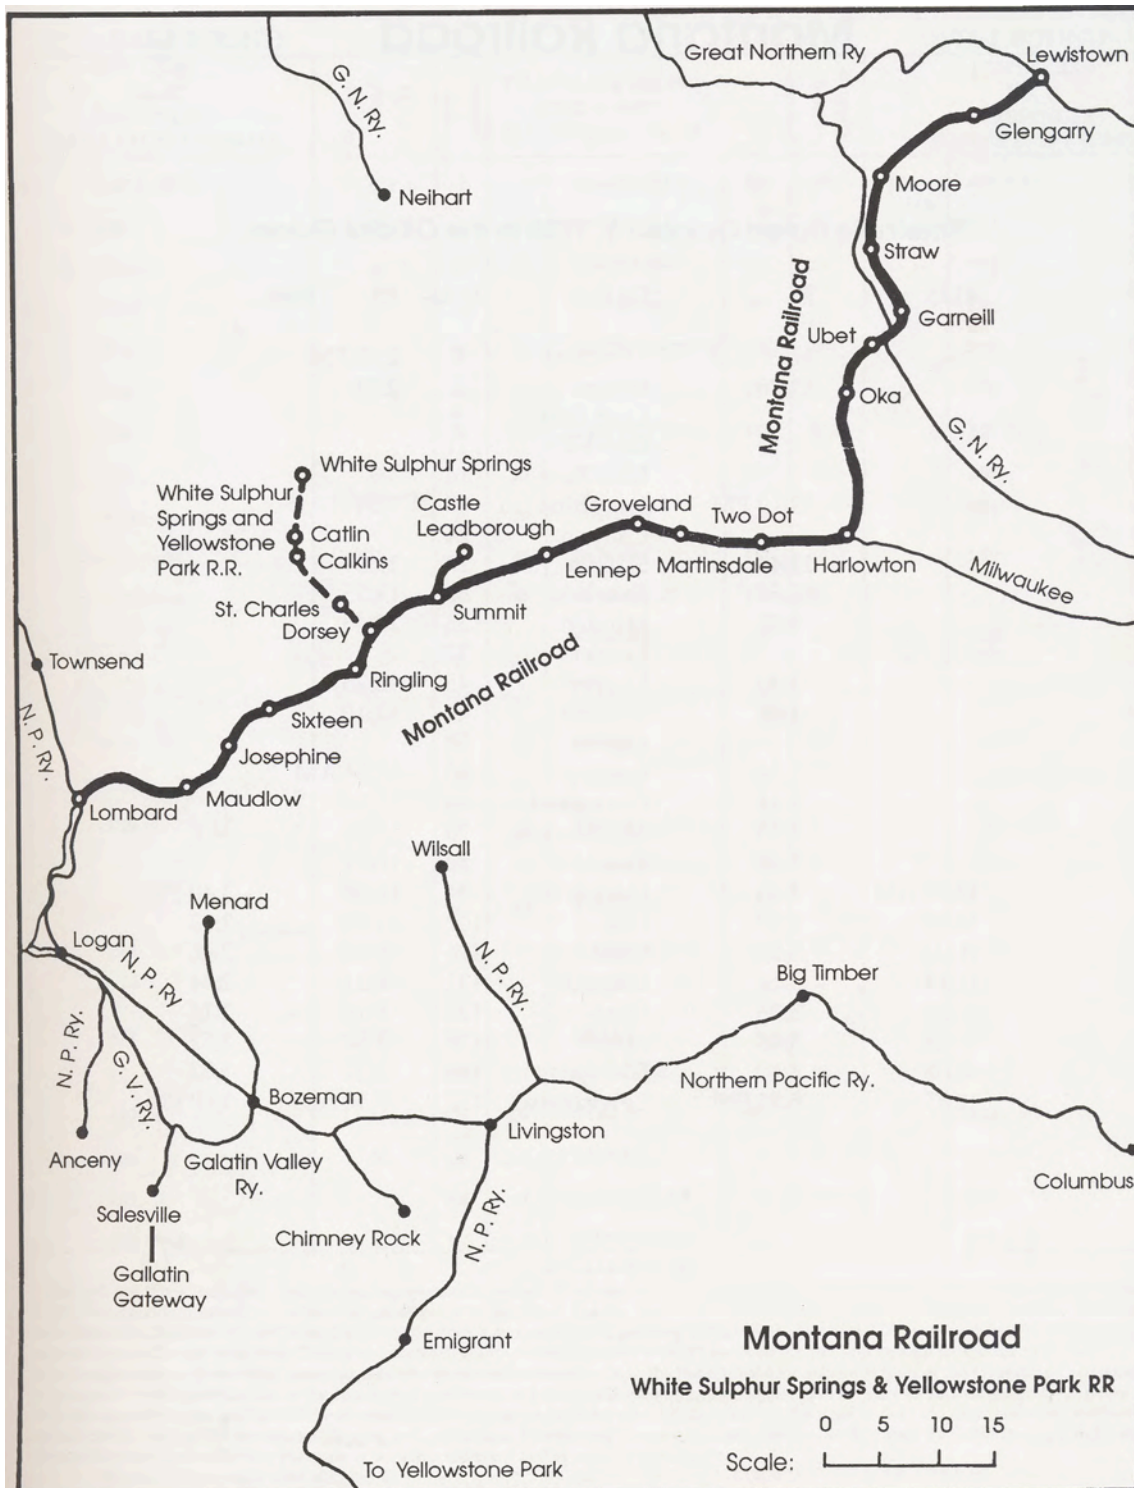 Great Northern Ry
Lewistown
G. N. Ry.
Glengarry
Neihart
Moore
Straw
Montana Railroad
Garneill
Ubet
Oka
G. N. Ry.
White Sulphur Springs
White Sulphur
Springs and
Yellowstone
Park R.R.
Castle
Leadborough
Groveland
Two Dot
Catlin
Calkins
Lennep
Martinsdale
Harlowton
Milwaukee
St. Charles
Dorsey
Summit
Townsend
Ringling
Montana Railroad
N. P. Ry.
Sixteen
Josephine
Maudlow
Lombard
Wilsall
Menard
Logan
N. P. Ry
N. P. Ry.
Big Timber
N. P. Ry.
G. V. Ry.
Northern Pacific Ry.
Bozeman
Livingston
Anceny
Galatin Valley
Ry.
Columbus
Salesville
Chimney Rock
N. P. Ry.
Gallatin
Gateway
Emigrant
Montana Railroad
White Sulphur Springs & Yellowstone Park RR
0 5 10 15
Scale:
To Yellowstone Park